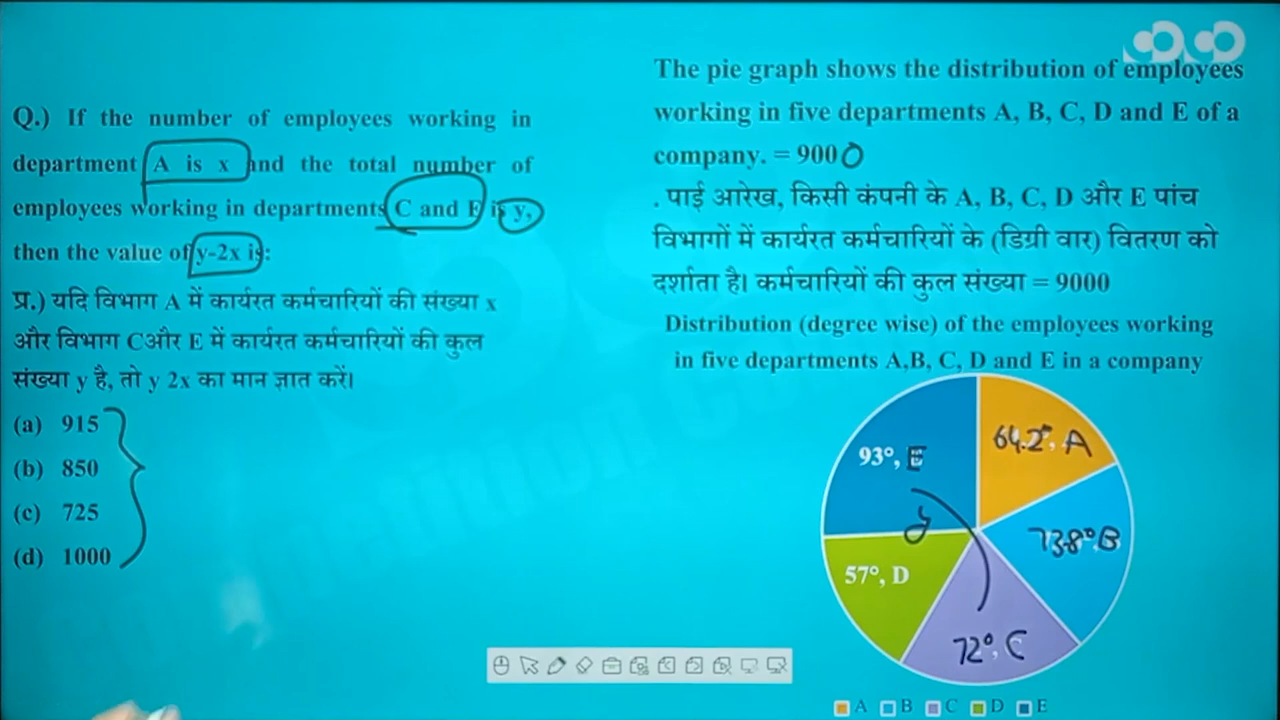 Q.) If the number of employees working in
department A is x and the total number of
employees working in departments C and E is y,
then the value of y-2x is:
प्र.) यदि विभाग A में कार्यरत कर्मचारियों की संख्या x
और विभाग Cऔर E में कार्यरत कर्मचारियों की कुल
संख्या y है, तो y 2x का मान ज्ञात करें।
(a) 915
(b) 850
(c) 725
(d) 1000
The pie graph shows the distribution of employees
working in five departments A, B, C, D and E of a
company. = 9000
. पाई आरेख, किसी कंपनी के A, B, C, D और E पांच
विभागों में कार्यरत कर्मचारियों के (डिग्री वार) वितरण को
दर्शाता है। कर्मचारियों की कुल संख्या = 9000
Distribution (degree wise) of the employees working
in five departments A,B, C, D and E in a company
93°, E
64.2°, A
73.8° B
57°, D
72°, C
A B C D E